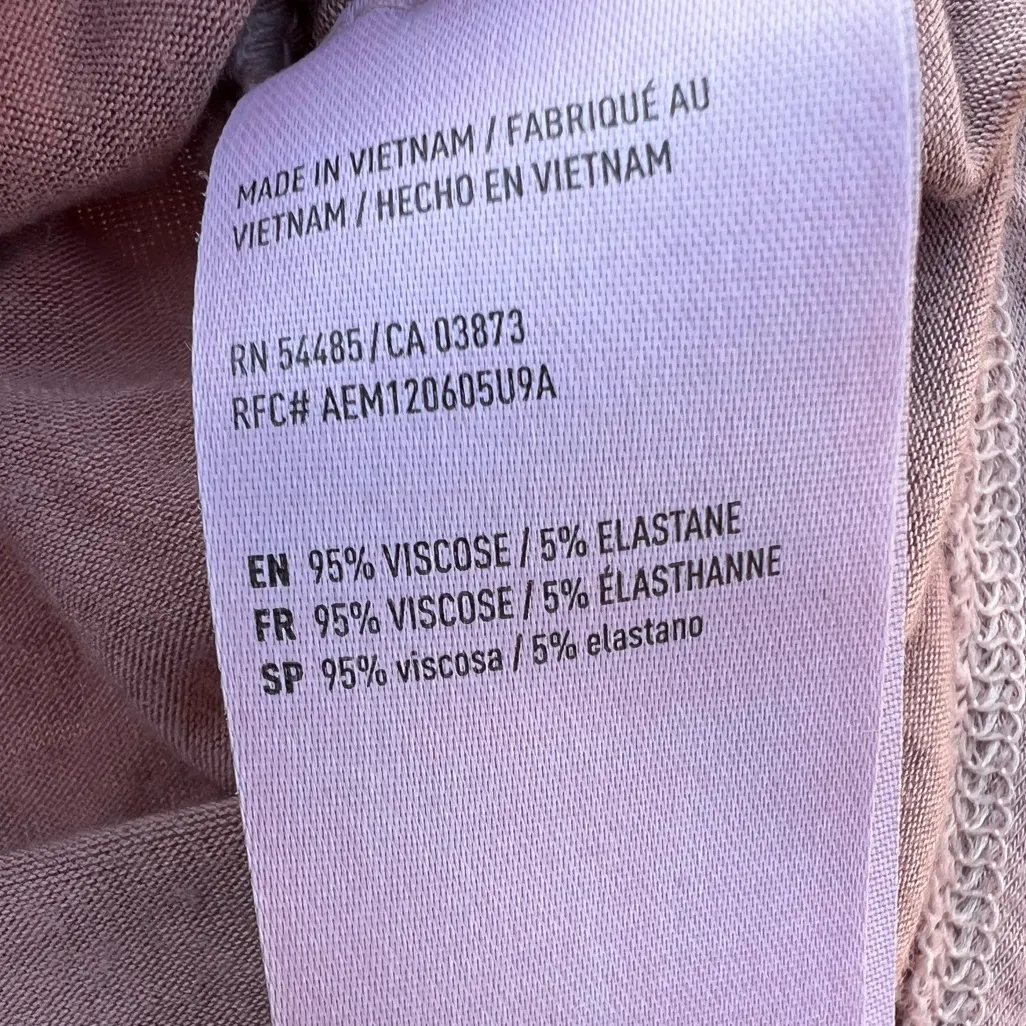 MADE IN VIETNAM / FABRIQUÉ AU
VIETNAM / HECHO EN VIETNAM
RN 54485 / CA 03873
RFC# AEM120605U9A
EN 95% VISCOSE / 5% ELASTANE
FR 95% VISCOSE / 5% ÉLASTHANNE
SP 95% viscosa / 5% elastano